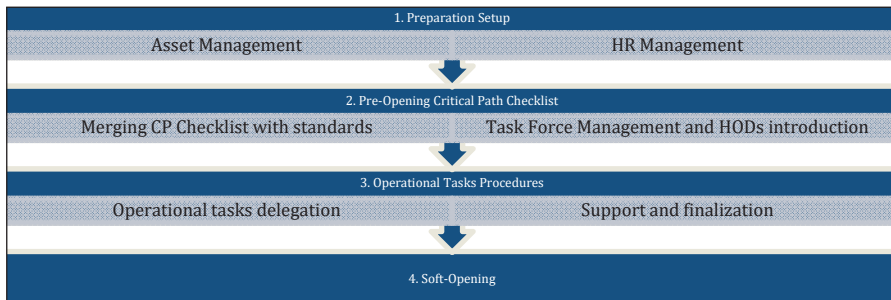 1. Preparation Setup
Asset Management
HR Management
2. Pre-Opening Critical Path Checklist
Merging CP Checklist with standards
Task Force Management and HODs introduction
3. Operational Tasks Procedures
Operational tasks delegation
Support and finalization
4. Soft-Opening